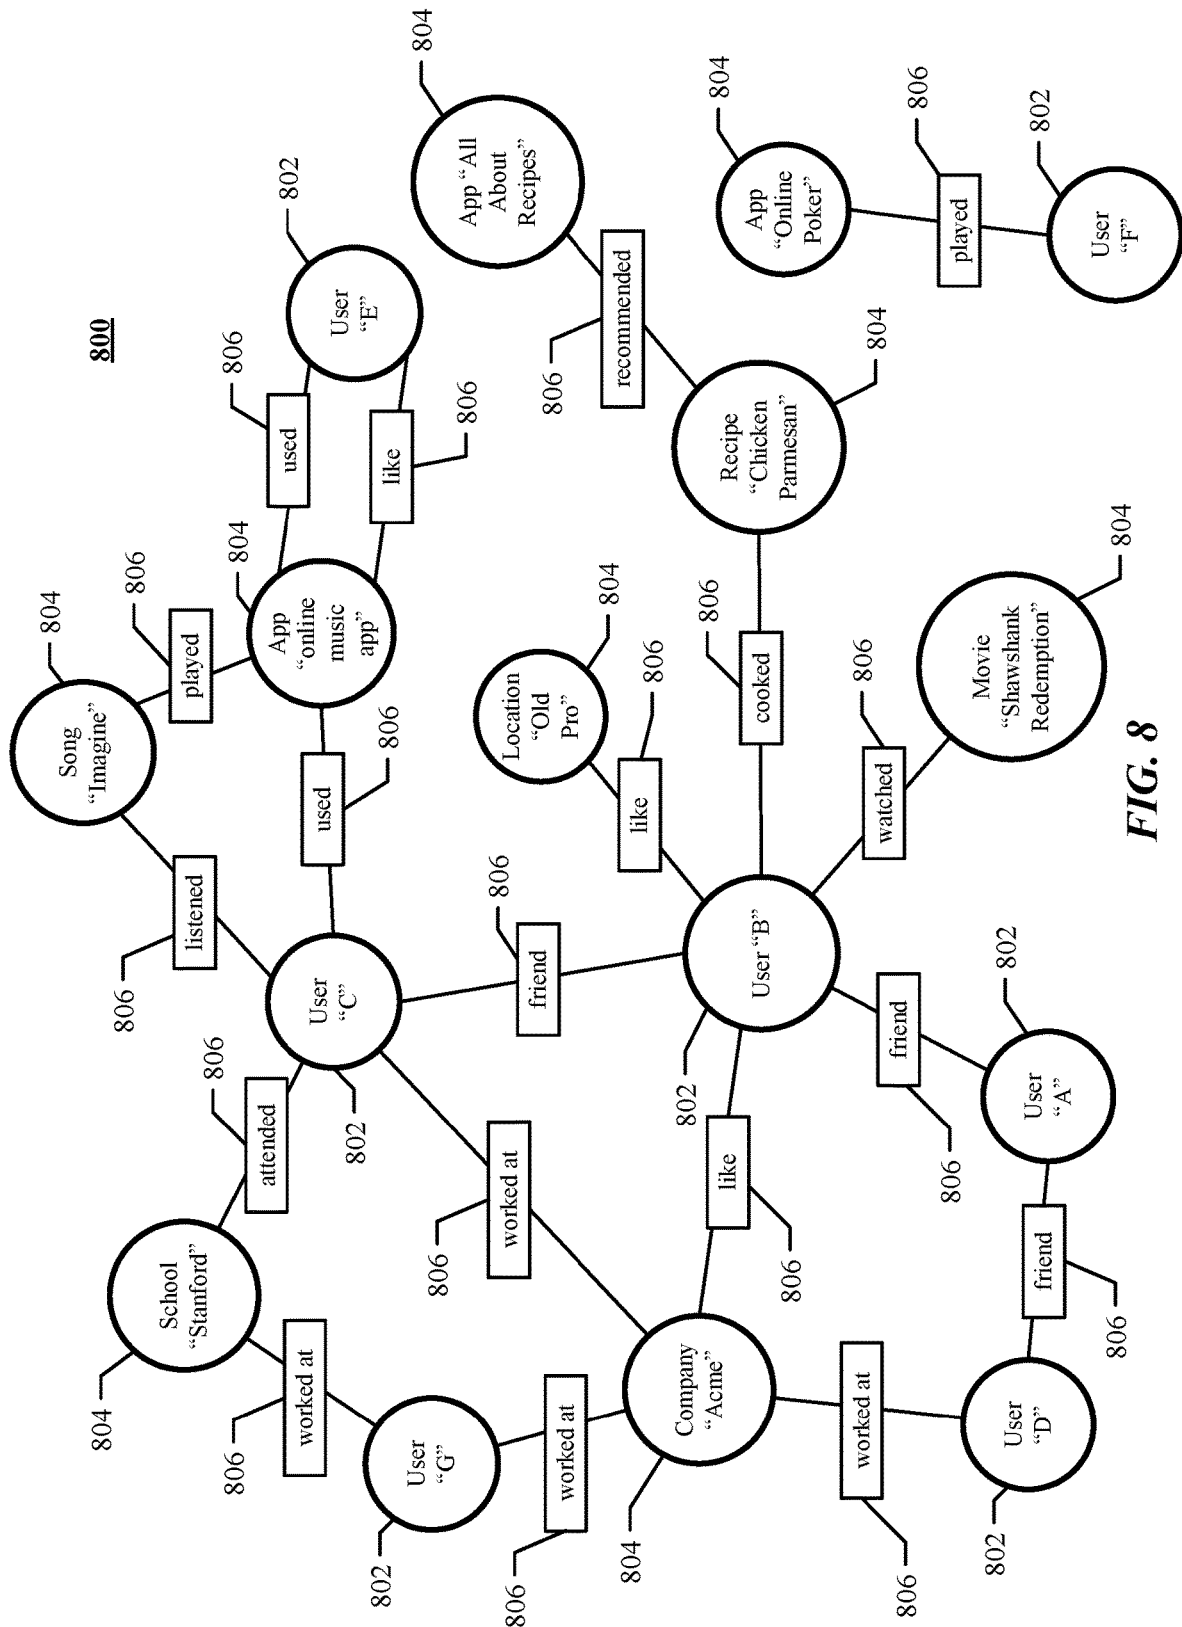 800
804
School
“Stanford”
806
attended
806
listened
804
Song
“Imagine”
806
played
806
worked at
802
User
“G”
802
User
“C”
806
used
806
804
App
“online
music
app”
806
used
806
like
802
User
“E”
806
worked at
806
worked at
806
friend
804
Location
“Old
Pro”
806
like
806
recommended
804
App “All
About
Recipes”
804
Company
“Acme”
806
like
802
User “B”
806
cooked
804
Recipe
“Chicken
Parmesan”
804
App
“Online
Poker”
806
worked at
806
friend
806
watched
806
played
802
User
“D”
806
friend
802
User
“A”
804
Movie
“Shawshank
Redemption”
802
User
“F”
FIG. 8